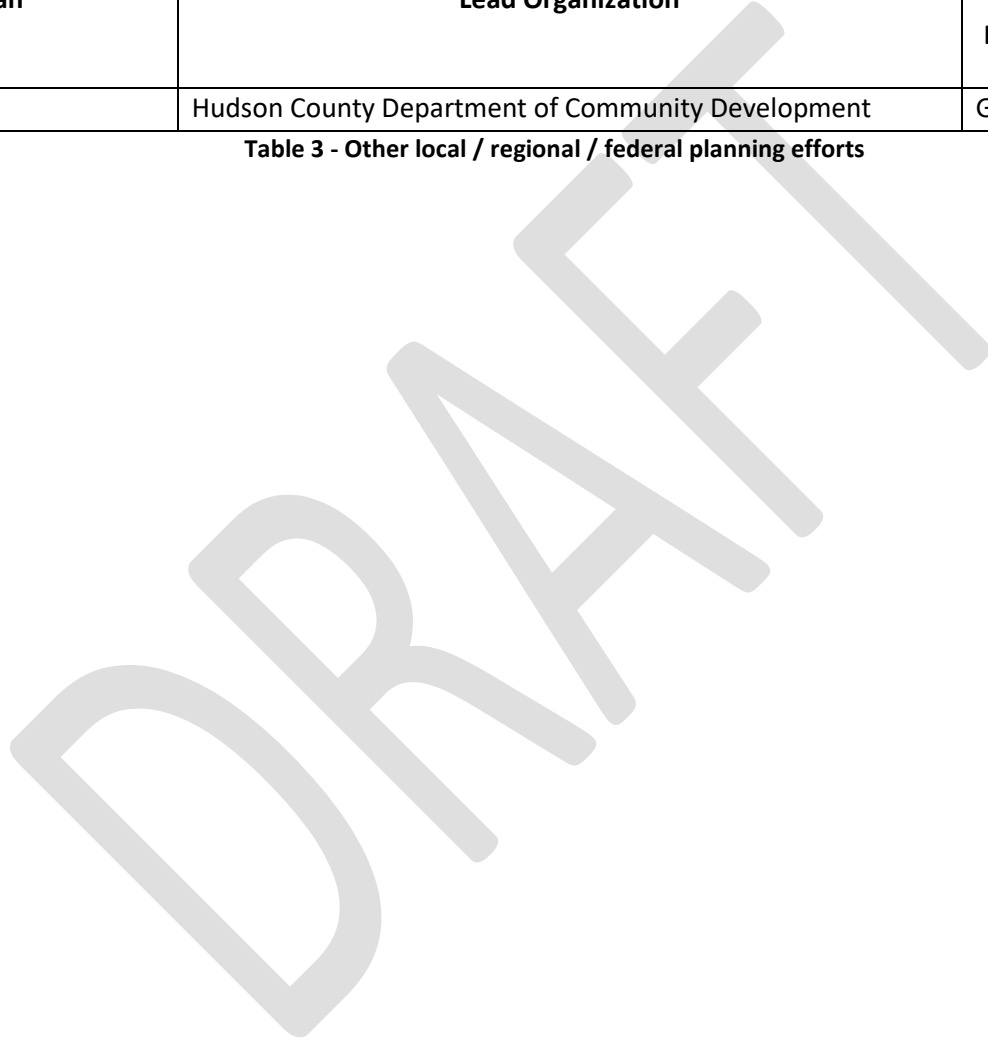 Lead Organization
Hudson County Department of Community Development
Table 3 - Other local / regional / federal planning efforts
DRAFT